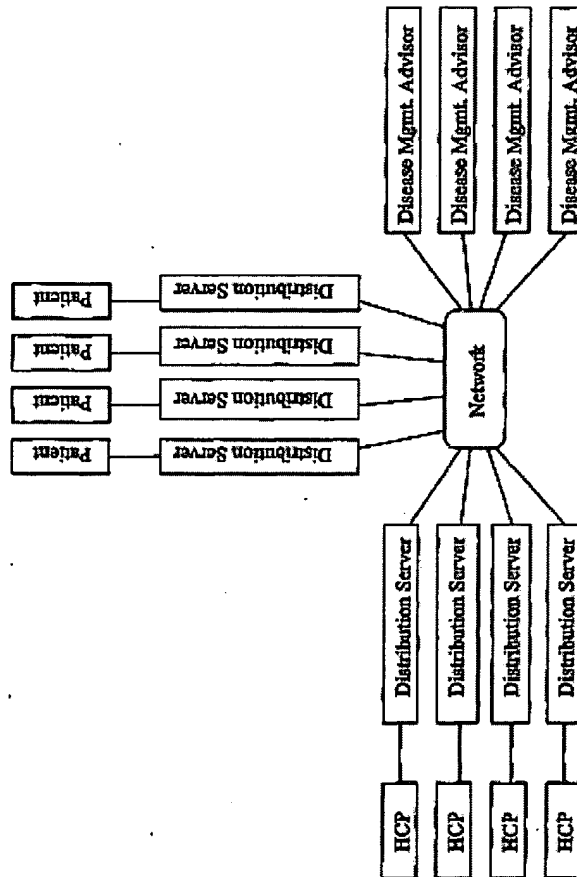 Patient
Distribution Server
Patient
Distribution Server
Patient
Distribution Server
Patient
Distribution Server
Disease Mgmt. Advisor
Disease Mgmt. Advisor
Disease Mgmt. Advisor
Disease Mgmt. Advisor
Network
Distribution Server
Distribution Server
Distribution Server
Distribution Server
HCP
HCP
HCP
HCP